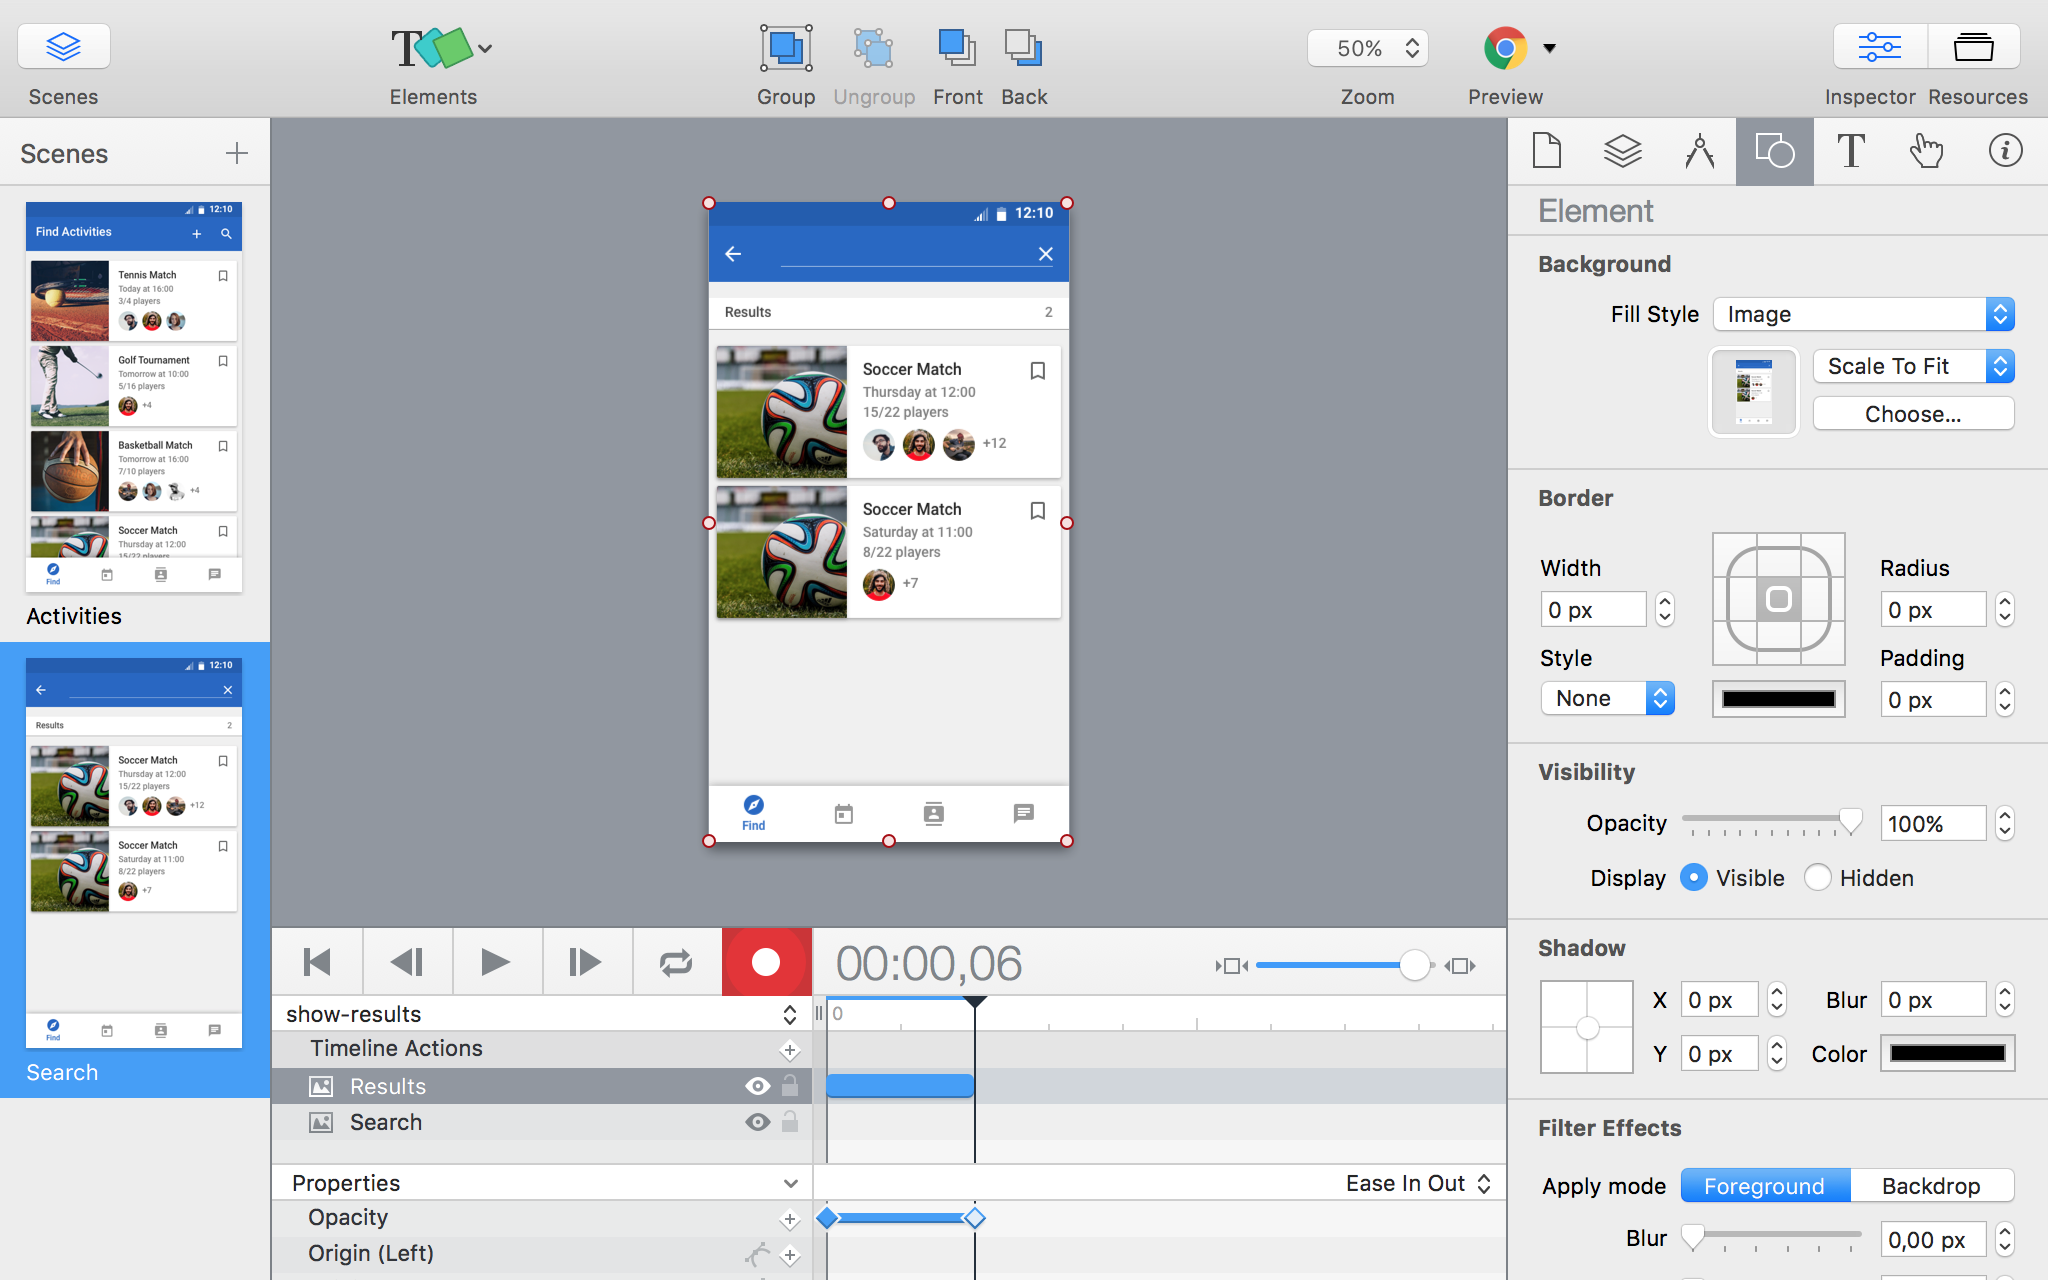 50%
Scenes
Elements
Group
Ungroup
Front
Back
Zoom
Preview
Inspector
Resources
Scenes
12:10
Find Activities
Tennis Match
Today at 16:00
3/4 players
Golf Tournament
Tomorrow at 10:00
5/16 players
+4
Basketball Match
Tomorrow at 16:00
7/10 players
+4
Soccer Match
Thursday at 12:00
15/22 players
Find
Activities
12:10
Results 2
Soccer Match
Thursday at 12:00
15/22 players
+12
Soccer Match
Saturday at 11:00
8/22 players
+7
Find
Search
12:10
Results 2
Soccer Match
Thursday at 12:00
15/22 players
+12
Soccer Match
Saturday at 11:00
8/22 players
+7
Find
00:00,06
show-results
0
Timeline Actions
Results
Search
Properties
Ease In Out
Opacity
Origin (Left)
Element
Background
Fill Style Image
Scale To Fit
Choose...
Border
Width
Radius
0 px
0 px
Style
Padding
None
0 px
Visibility
Opacity 100%
Display Visible Hidden
Shadow
X 0 px Blur 0 px
Y 0 px Color
Filter Effects
Apply mode Foreground Backdrop
Blur 0,00 px